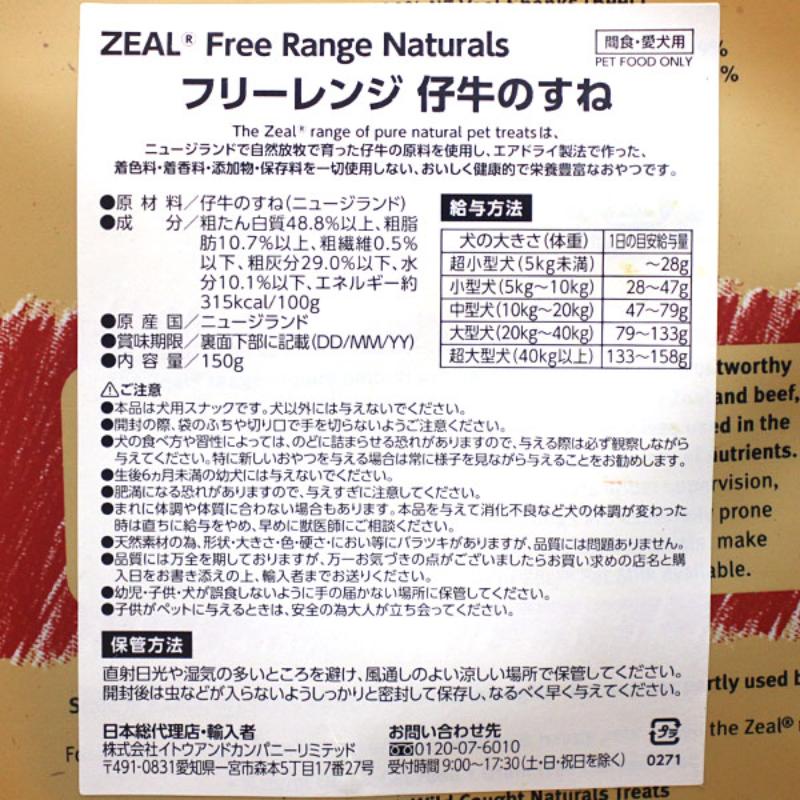 ZEAL® Free Range Naturals
間食・愛犬用
PET FOOD ONLY
フリーレンジ 仔牛のすね
The Zeal® range of pure natural pet treatsは、
ニュージランドで自然放牧で育った仔牛の原料を使用し、エアドライ製法で作った、
着色料・着香料・添加物・保存料を一切使用しない、おいしく健康的で栄養豊富なおやつです。
●原材料／仔牛のすね(ニュージランド)
●成分／粗たん白質48.8%以上、粗脂
肪10.7%以上、粗繊維0.5%
以下、粗灰分29.0%以下、水
分10.1%以下、エネルギー約
315kcal/100g
●原産国／ニュージランド
●賞味期限／裏面下部に記載(DD/MM/YY)
●内容量／150g
給与方法
犬の大きさ(体重) 1日の目安給与量
超小型犬(5kg未満) ～28g
小型犬(5kg～10kg) 28～47g
中型犬(10kg～20kg) 47～79g
大型犬(20kg～40kg) 79～133g
超大型犬(40kg以上) 133～158g
⚠ご注意
●本品は犬用スナックです。犬以外には与えないでください。
●開封の際、袋のふちや切り口で手を切らないようご注意ください。
●犬の食べ方や習性によっては、のどに詰まらせる恐れがありますので、与える際は必ず観察しながら
与えてください。特に新しいおやつを与える場合は常に様子を見ながら与えることをお勧めします。
●生後6ヵ月未満の幼犬には与えないでください。
●肥満になる恐れがありますので、与えすぎに注意してください。
●まれに体調や体質に合わない場合もあります。本品を与えて消化不良など犬の体調が変わった
時は直ちに給与をやめ、早めに獣医師にご相談ください。
●天然素材の為、形状・大きさ・色・硬さ・におい等にバラツキがありますが、品質には問題ありません。
●品質には万全を期しておりますが、万一お気づきの点がございましたらお買い求めの店名と購
入日をお書き添えの上、輸入者までお送りください。
●幼児・子供・犬が誤食しないように手の届かない場所に保管してください。
●子供がペットに与えるときは、安全の為大人が立ち会ってください。
保管方法
直射日光や湿気の多いところを避け、風通しのよい涼しい場所で保管してください。
開封後は虫などが入らないようしっかりと密封して保存し、なるべく早く与えてください。
日本総代理店・輸入者
株式会社イトウアンドカンパニーリミテッド
〒491-0831愛知県一宮市森本5丁目17番27号
お問い合わせ先
0120-07-6010
受付時間 9:00～17:30(土・日・祝日を除く)
プラ
0271
%
%
tworthy
and beef,
ed in the
nutrients.
rvision,
prone
make
able.
rtly used b
the Zeal®
Wild Caught Naturals Treats